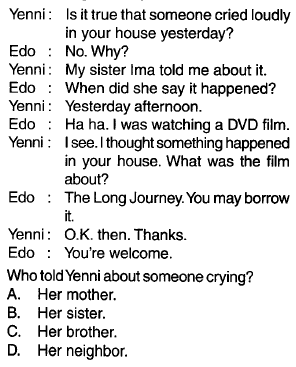 Yenni : Is it true that someone cried loudly
in your house yesterday?
Edo : No. Why?
Yenni : My sister Ima told me about it.
Edo : When did she say it happened?
Yenni : Yesterday afternoon.
Edo : Ha ha. I was watching a DVD film.
Yenni : I see. I thought something happened
in your house. What was the film
about?
Edo : The Long Journey. You may borrow
it.
Yenni : O.K. then. Thanks.
Edo : You're welcome.
Who told Yenni about someone crying?
A. Her mother.
B. Her sister.
C. Her brother.
D. Her neighbor.